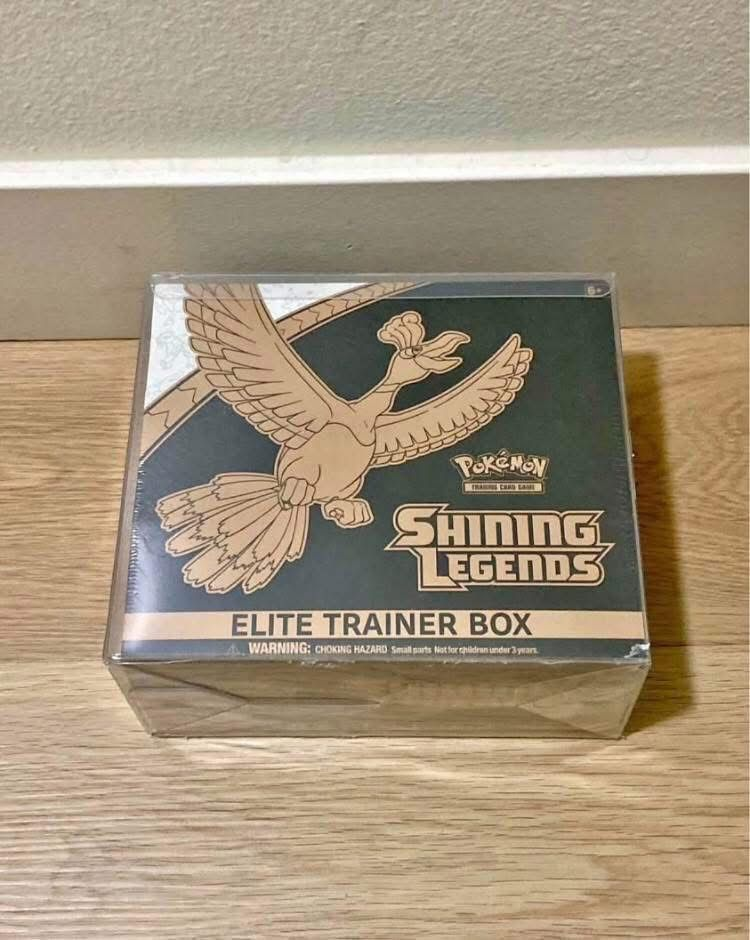 6+
POKéMON
TRADING CARD GAME
SHINING
LEGENDS
ELITE TRAINER BOX
WARNING: CHOKING HAZARD Small parts Not for children under 3 years.